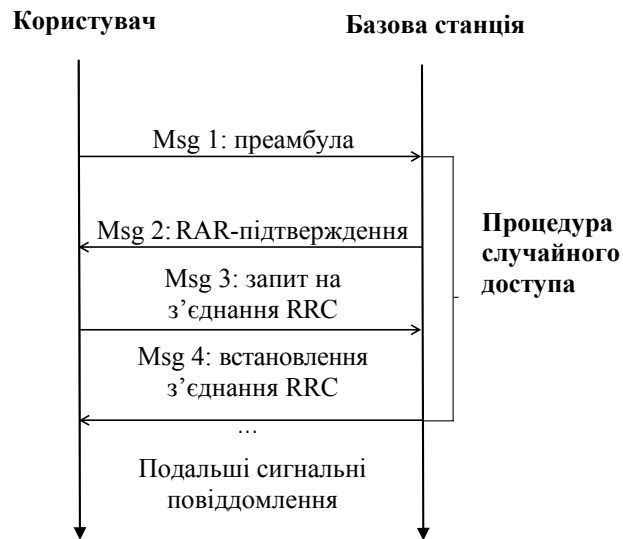 Користувач
Базова станція
Msg 1: преамбула
Msg 2: RAR-підтвердження
Msg 3: запит на
з’єднання RRC
Msg 4: встановлення
з’єднання RRC
...
Подальші сигнальні
повіддомлення
Процедура
случайного
доступа